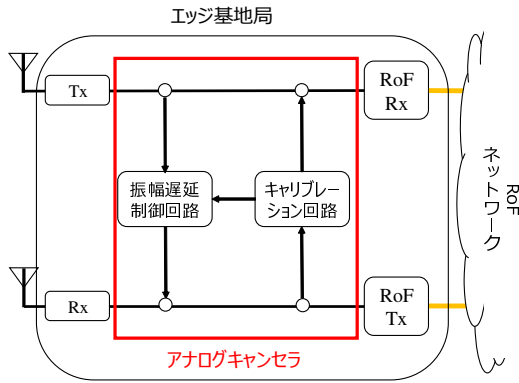 エッジ基地局
Tx
RoF
Rx
振幅遅延
制御回路
キャリブレー
ション回路
RoF
ネットワーク
Rx
RoF
Tx
アナログキャンセラ